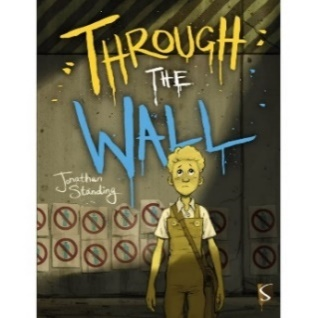 THROUGH
THE
WALL
Jonathan
Standing
S